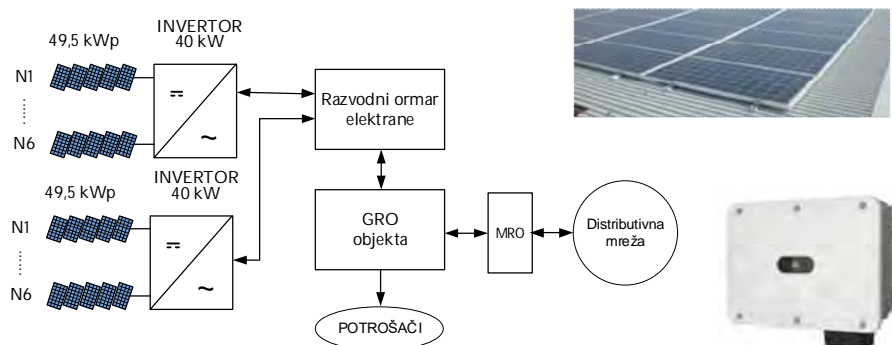 49,5 kWp
INVERTOR
40 kW
N1
N6
Razvodni ormar
elektrane
49,5 kWp
INVERTOR
40 kW
N1
N6
GRO
objekta
MRO
Distributivna
mreža
POTROŠAČI